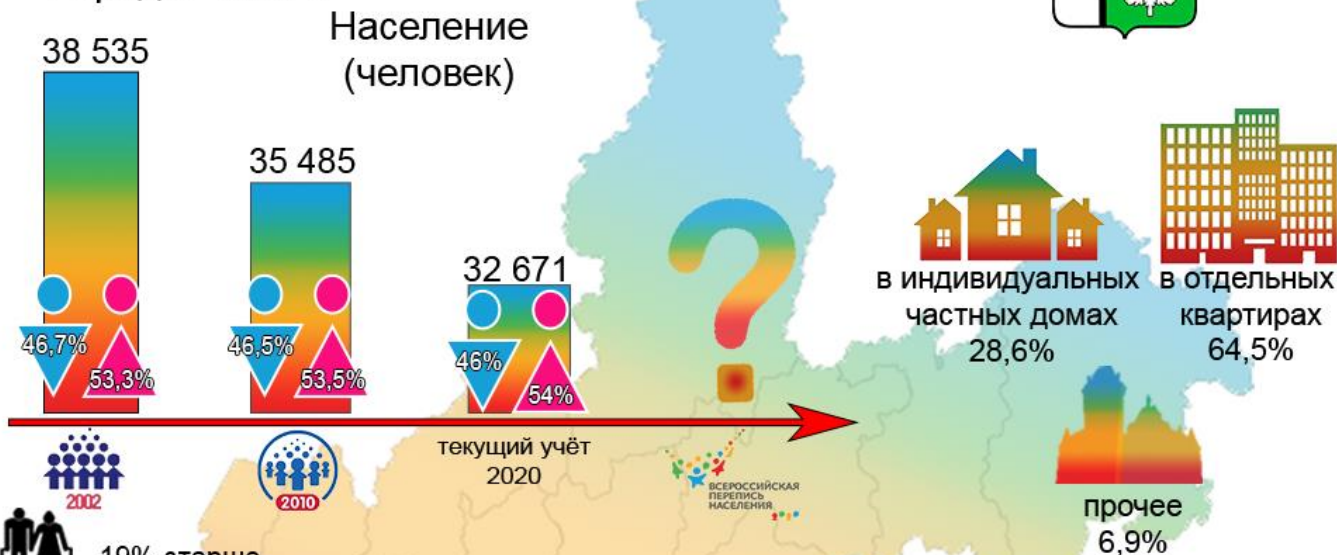 Население
(человек)
38 535
35 485
32 671
46,7%
53,3%
46,5%
53,5%
46%
54%
2002
2010
текущий учёт
2020
ВСЕРОССИЙСКАЯ
ПЕРЕПИСЬ
НАСЕЛЕНИЯ
в индивидуальных
частных домах
28,6%
в отдельных
квартирах
64,5%
прочее
6,9%
19% старше